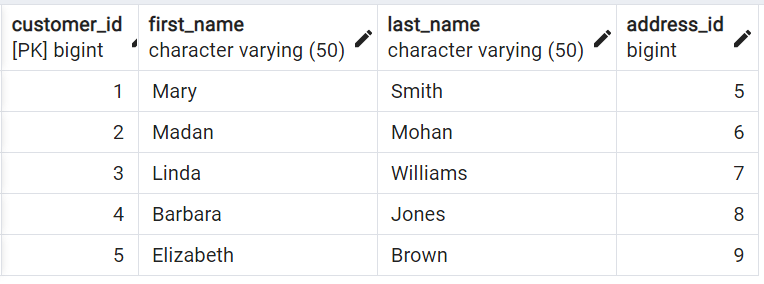 customer_id first_name last_name address_id
[PK] bigint character varying (50) character varying (50) bigint
1 Mary Smith 5
2 Madan Mohan 6
3 Linda Williams 7
4 Barbara Jones 8
5 Elizabeth Brown 9